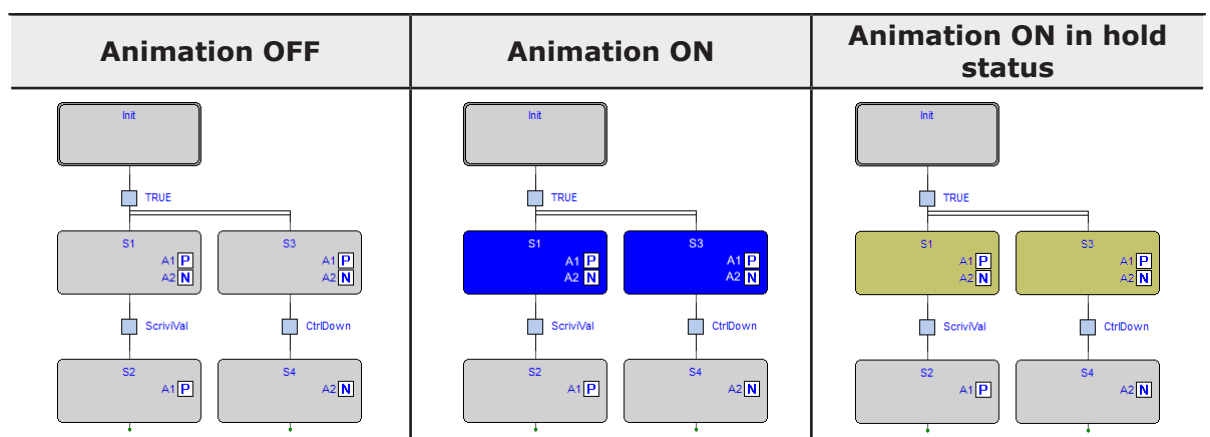 Animation OFF
Animation ON
Animation ON in hold
status
Init
TRUE
S1
A1 P
A2 N
S3
A1 P
A2 N
ScriviVal
CtrlDown
S2
A1 P
S4
A2 N
Init
TRUE
S1
A1 P
A2 N
S3
A1 P
A2 N
ScriviVal
CtrlDown
S2
A1 P
S4
A2 N
Init
TRUE
S1
A1 P
A2 N
S3
A1 P
A2 N
ScriviVal
CtrlDown
S2
A1 P
S4
A2 N